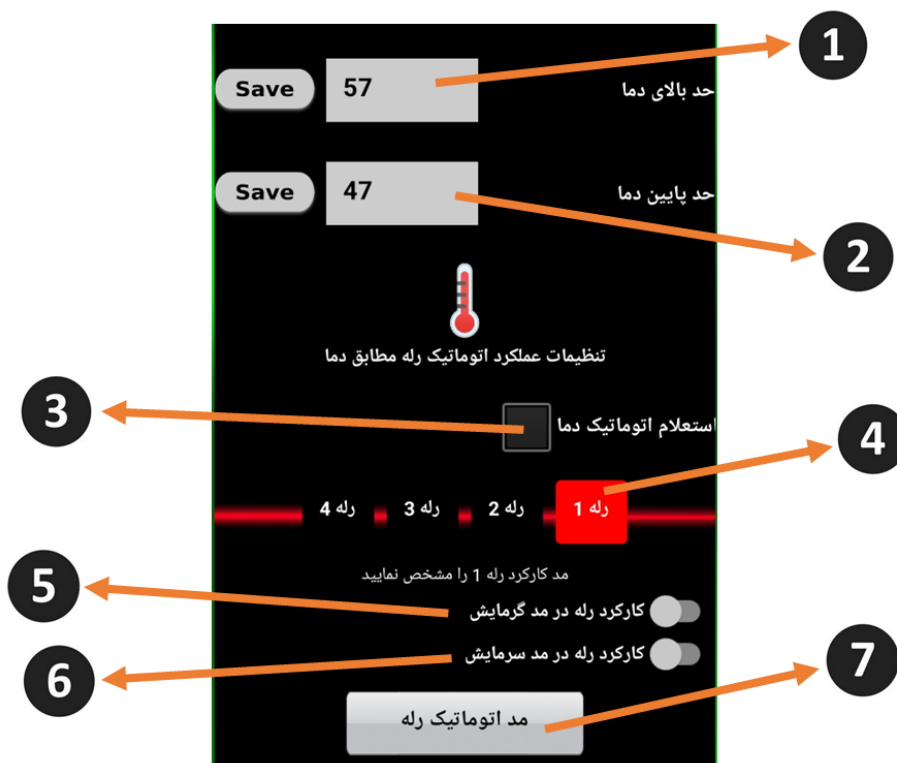 1
حد بالای دما 57 Save
حد پایین دما 47 Save
2
تنظیمات عملکرد اتوماتیک رله مطابق دما
3
استعلام اتوماتیک دما
4
رله 1 رله 2 رله 3 رله 4
مد کارکرد رله 1 را مشخص نمایید
5
کارکرد رله در مد گرمایش
کارکرد رله در مد سرمایش
6
7
مد اتوماتیک رله